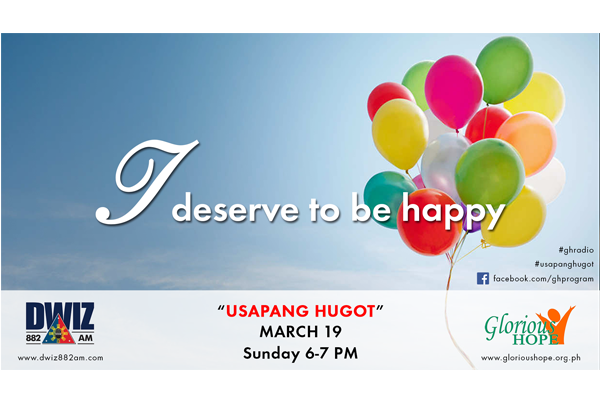 I deserve to be happy
#ghradio
#usapanghugot
facebook.com/ghprogram
DWIZ
882 AM
www.dwiz882am.com
“USAPANG HUGOT”
MARCH 19
Sunday 6-7 PM
Glorious
HOPE
www.glorioushope.org.ph